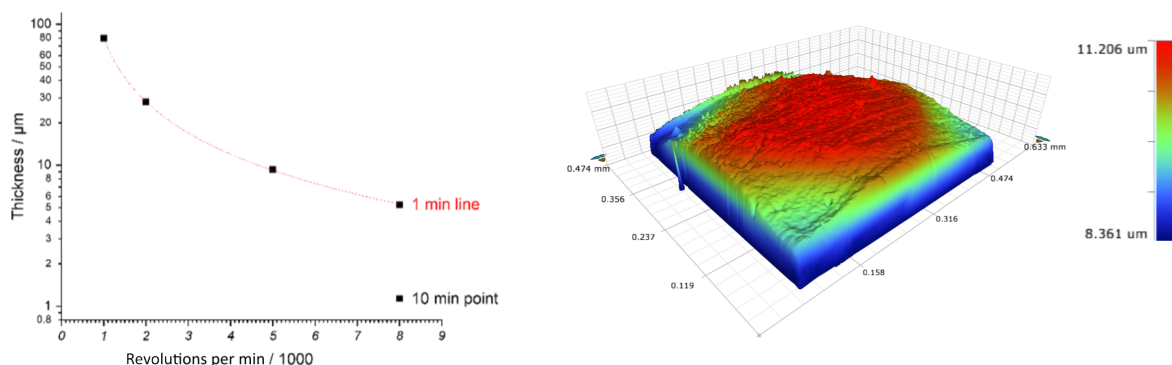 100
80
60
50
40
30
20
10
8
6
5
4
3
2
1
0.8
Thickness / µm
0 1 2 3 4 5 6 7 8 9
Revolutions per min / 1000
1 min line
10 min point
0.474 mm
0.356
0.237
0.119
0.158
0.316
0.474
0.633 mm
11.206 um
8.361 um